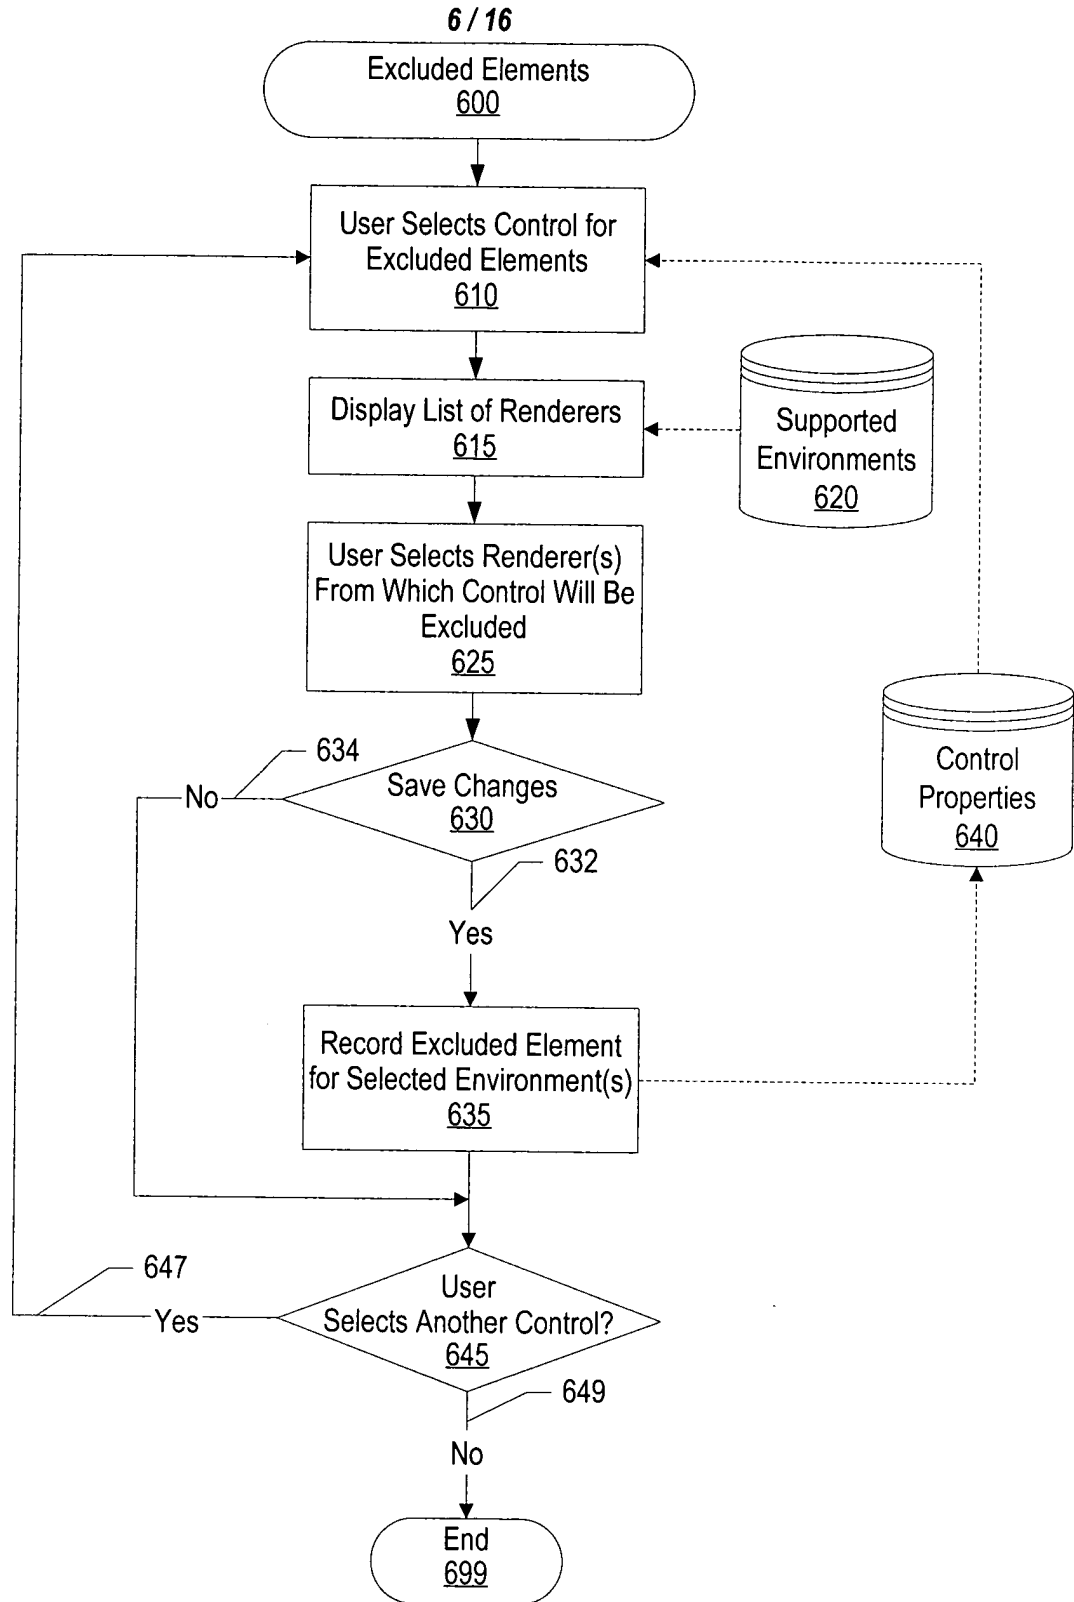 6 / 16
Excluded Elements
600
User Selects Control for
Excluded Elements
610
Display List of Renderers
615
Supported
Environments
620
User Selects Renderer(s)
From Which Control Will Be
Excluded
625
634
No
Save Changes
630
Control
Properties
640
632
Yes
Record Excluded Element
for Selected Environment(s)
635
647
Yes
User
Selects Another Control?
645
649
No
End
699